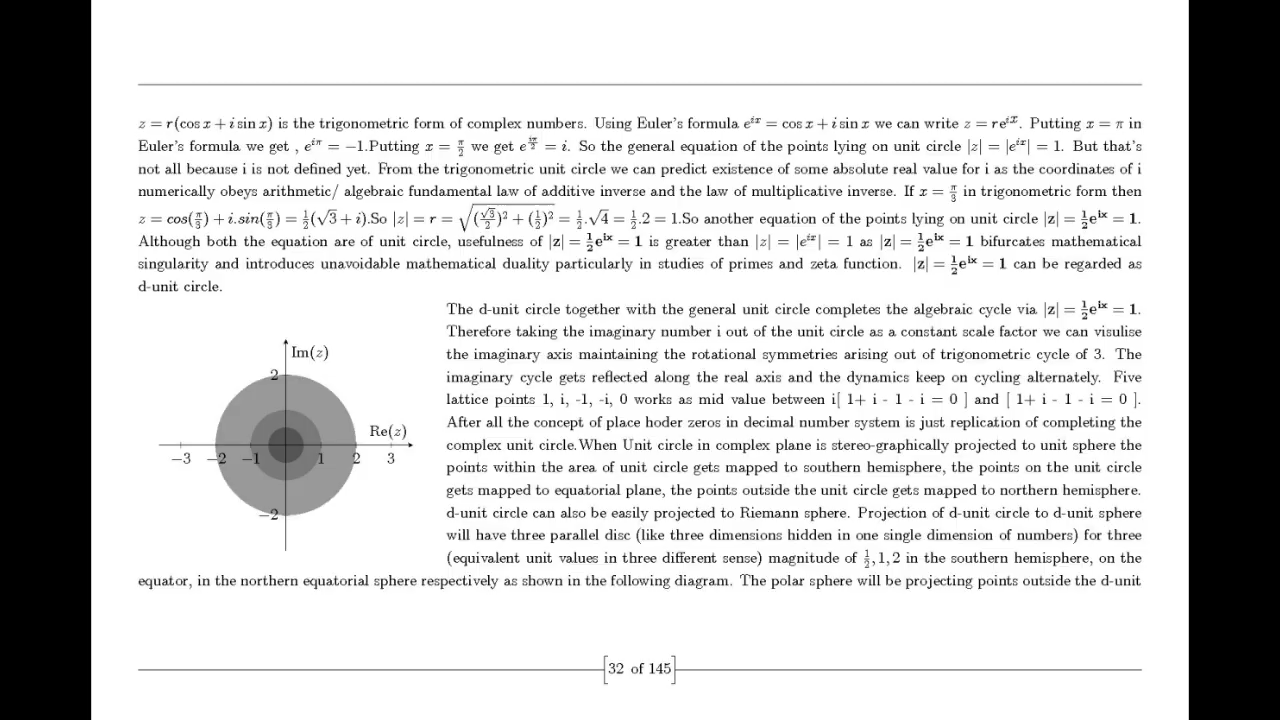 z = r(cos x + i sin x) is the trigonometric form of complex numbers. Using Euler's formula e^{ix} = cos x + i sin x we can write z = re^{ix}. Putting x = π in
Euler's formula we get , e^{iπ} = −1.Putting x = π/2 we get e^{iπ/2} = i. So the general equation of the points lying on unit circle |z| = |e^{ix}| = 1. But that's
not all because i is not defined yet. From the trigonometric unit circle we can predict existence of some absolute real value for i as the coordinates of i
numerically obeys arithmetic/ algebraic fundamental law of additive inverse and the law of multiplicative inverse. If x = π/3 in trigonometric form then
z = cos(π/3) + i.sin(π/3) = 1/2(√3 + i).So |z| = r = √((√3/2)² + (1/2)²) = 1/2.√4 = 1/2.2 = 1.So another equation of the points lying on unit circle |z| = 1/2e^{ix} = 1.
Although both the equation are of unit circle, usefulness of |z| = 1/2e^{ix} = 1 is greater than |z| = |e^{ix}| = 1 as |z| = 1/2e^{ix} = 1 bifurcates mathematical
singularity and introduces unavoidable mathematical duality particularly in studies of primes and zeta function. |z| = 1/2e^{ix} = 1 can be regarded as
d-unit circle.
The d-unit circle together with the general unit circle completes the algebraic cycle via |z| = 1/2e^{ix} = 1.
Therefore taking the imaginary number i out of the unit circle as a constant scale factor we can visulise
the imaginary axis maintaining the rotational symmetries arising out of trigonometric cycle of 3. The
imaginary cycle gets reflected along the real axis and the dynamics keep on cycling alternately. Five
lattice points 1, i, -1, -i, 0 works as mid value between i[ 1+ i - 1 - i = 0 ] and [ 1+ i - 1 - i = 0 ].
After all the concept of place hoder zeros in decimal number system is just replication of completing the
complex unit circle.When Unit circle in complex plane is stereo-graphically projected to unit sphere the
points within the area of unit circle gets mapped to southern hemisphere, the points on the unit circle
gets mapped to equatorial plane, the points outside the unit circle gets mapped to northern hemisphere.
d-unit circle can also be easily projected to Riemann sphere. Projection of d-unit circle to d-unit sphere
will have three parallel disc (like three dimensions hidden in one single dimension of numbers) for three
(equivalent unit values in three different sense) magnitude of 1/2, 1, 2 in the southern hemisphere, on the
equator, in the northern equatorial sphere respectively as shown in the following diagram. The polar sphere will be projecting points outside the d-unit
Im(z)
2
Re(z)
−3 −2 −1 1 2 3
−2
32 of 145